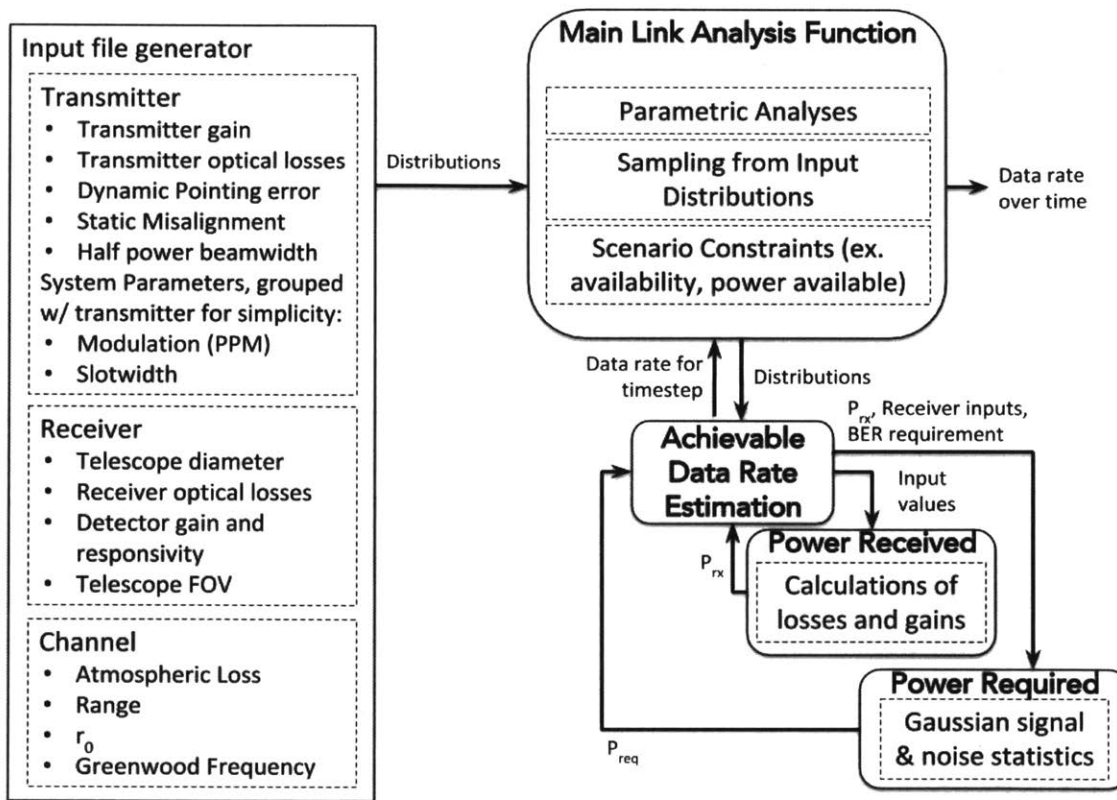 Input file generator
Transmitter
• Transmitter gain
• Transmitter optical losses
• Dynamic Pointing error
• Static Misalignment
• Half power beamwidth
System Parameters, grouped
w/ transmitter for simplicity:
• Modulation (PPM)
• Slotwidth
Receiver
• Telescope diameter
• Receiver optical losses
• Detector gain and
responsivity
• Telescope FOV
Channel
• Atmospheric Loss
• Range
• r0
• Greenwood Frequency
Distributions
Main Link Analysis Function
Parametric Analyses
Sampling from Input
Distributions
Scenario Constraints (ex.
availability, power available)
Data rate
over time
Data rate for
timestep
Distributions
Achievable
Data Rate
Estimation
Prx, Receiver inputs,
BER requirement
Input
values
Prx
Power Received
Calculations of
losses and gains
Power Required
Gaussian signal
& noise statistics
Preq